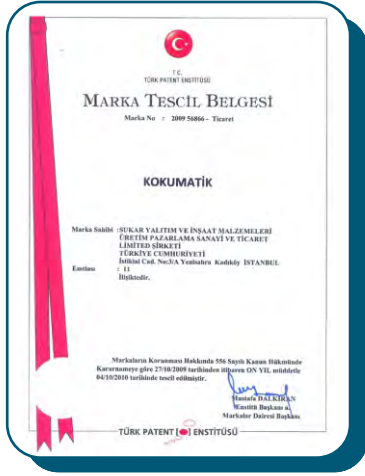 T.C.
TÜRK PATENT ENSTİTÜSÜ
MARKA TESCİL BELGESİ
Marka No : 2009 56866 - Ticaret
KOKUMATİK
Marka Sahibi : SUKAR YALITIM VE İNŞAAT MALZEMELERİ
ÜRETİM PAZARLAMA SANAYİ VE TİCARET
LİMİTED ŞİRKETİ
TÜRKİYE CUMHURİYETİ
İstiklal Cad. No:3/A Yenisahra Kadıköy İSTANBUL
Emtiası : 11
İlişiktedir.
Markaların Korunması Hakkında 556 Sayılı Kanun Hükmünde
Kararnameye göre 27/10/2009 tarihinden itibaren ON YIL müddetle
04/10/2010 tarihinde tescil edilmiştir.
Mustafa DALKIRAN
Enstitü Başkanı a.
Markalar Dairesi Başkanı
TÜRK PATENT ENSTİTÜSÜ